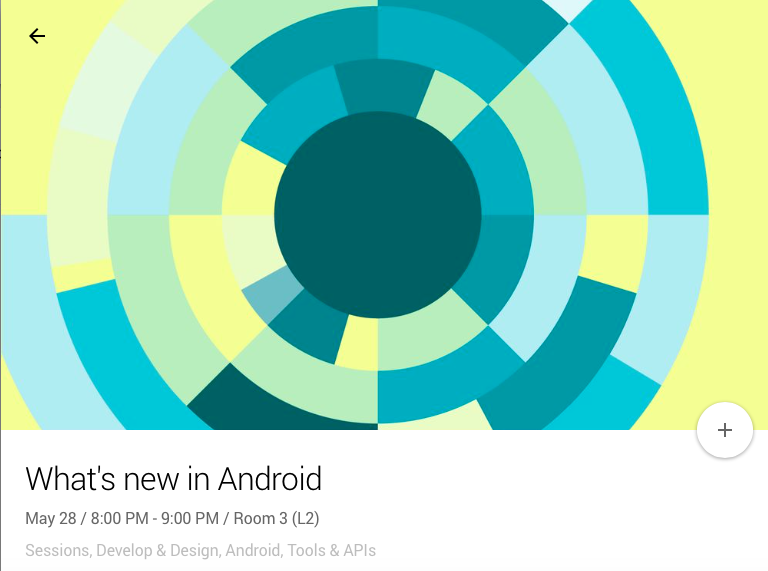 What's new in Android
May 28 / 8:00 PM - 9:00 PM / Room 3 (L2)
Sessions, Develop & Design, Android, Tools & APIs